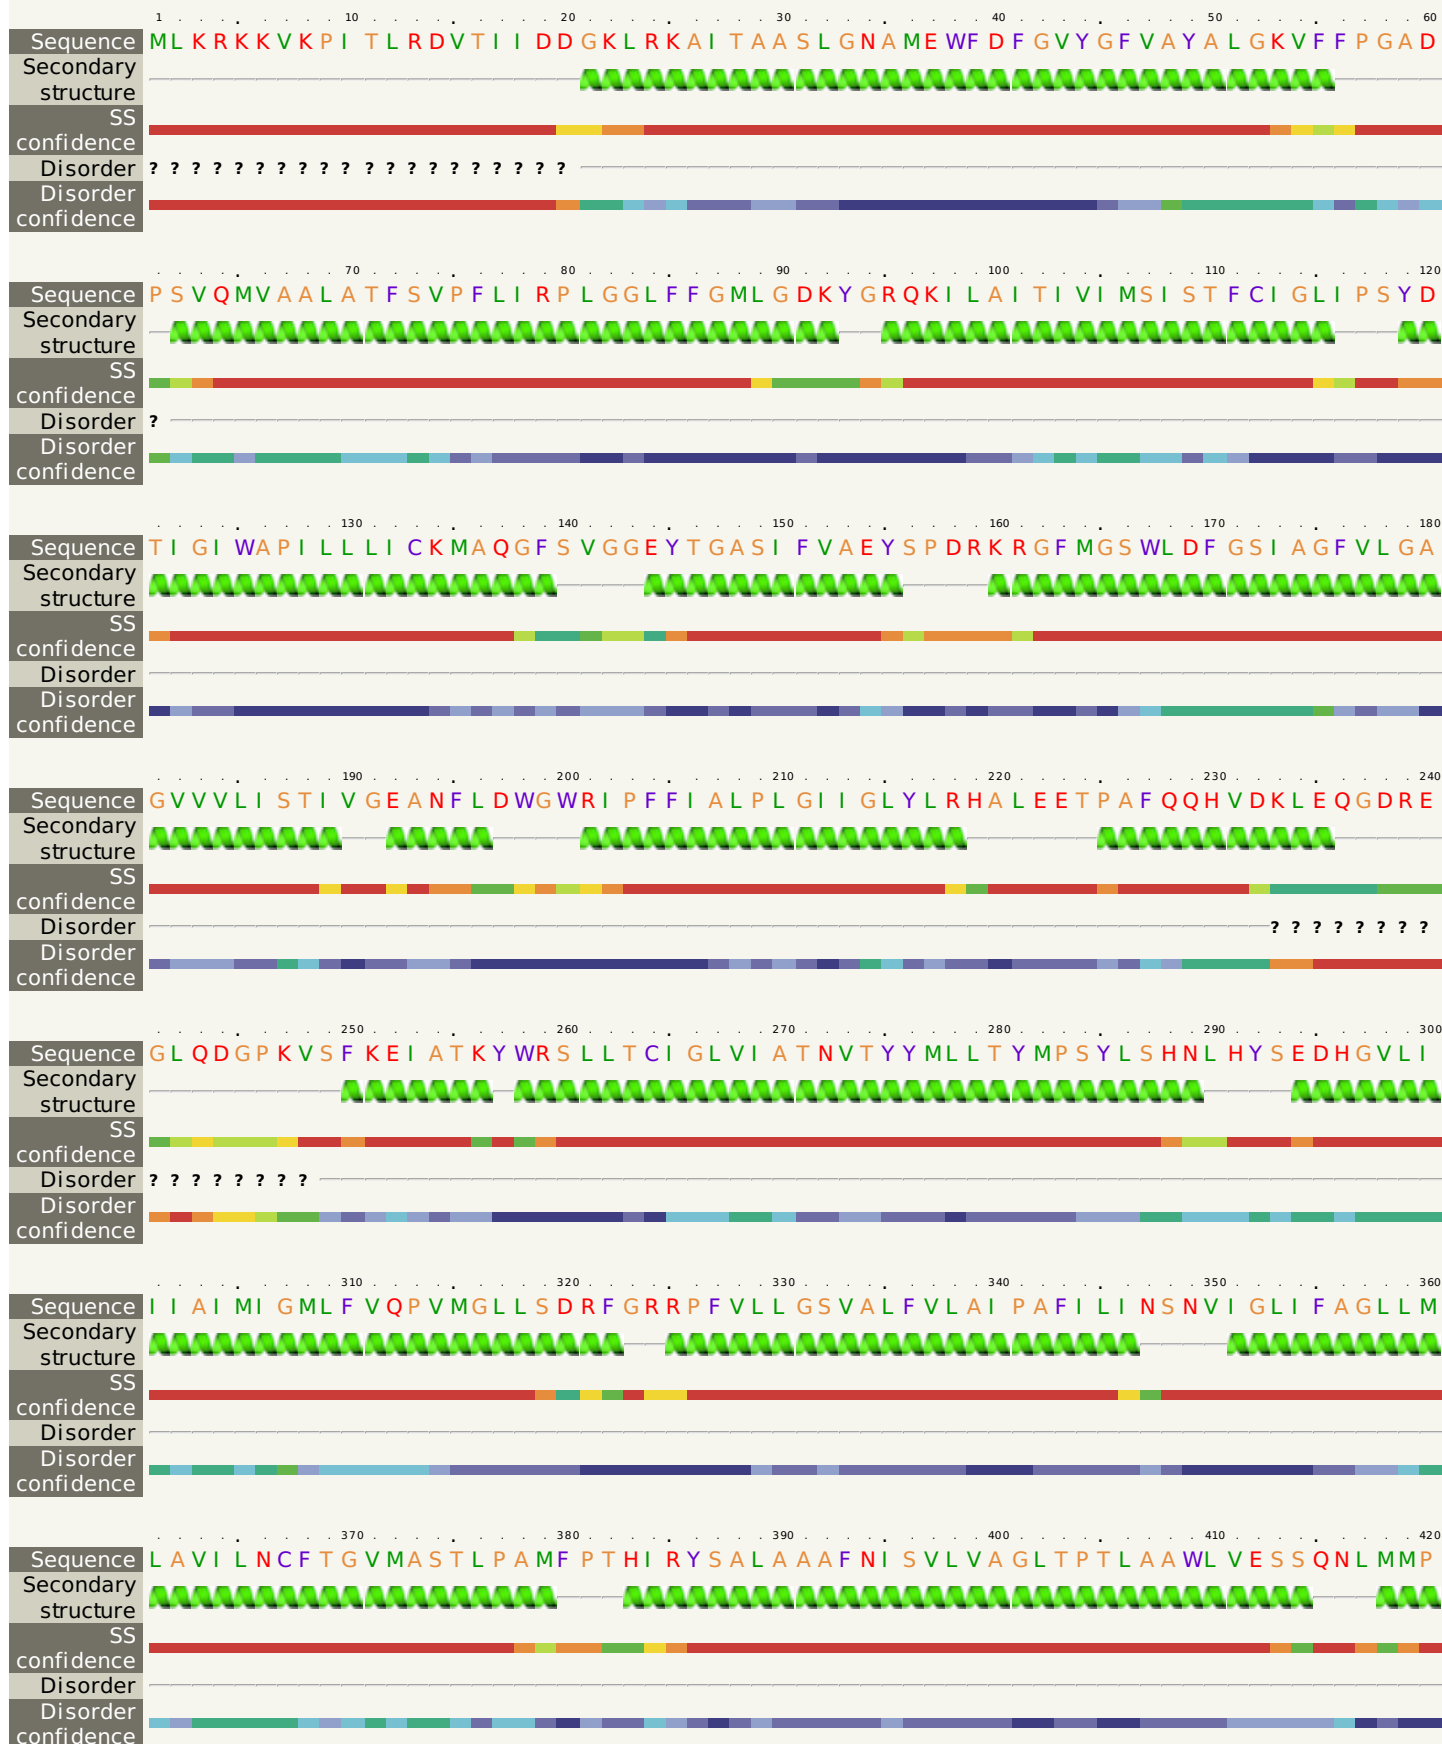 1 . . . . . . . . 10 . . . . . . . . . 20 . . . . . . . . . 30 . . . . . . . . . 40 . . . . . . . . . 50 . . . . . . . . . 60
Sequence MLKRKKVKPITLRDVTIIDDGKLRKAITAASLGNAMEWFDFGVYGFVAYALGKVFFPGAD
Secondary
structure
SS
confidence
Disorder ? ? ? ? ? ? ? ? ? ? ? ? ? ? ? ? ? ? ? ?
Disorder
confidence
. . . . . . . . . 70 . . . . . . . . . 80 . . . . . . . . . 90 . . . . . . . . . 100 . . . . . . . . . 110 . . . . . . . . . 120
Sequence PSVQMVAALATFSVPFLIRPLGGLFFGMLGDKYGRQKILAITIVIMSISTFCIGLIPSYD
Secondary
structure
SS
confidence
Disorder ?
Disorder
confidence
. . . . . . . . . 130 . . . . . . . . . 140 . . . . . . . . . 150 . . . . . . . . . 160 . . . . . . . . . 170 . . . . . . . . . 180
Sequence TIGIWAPILLLICKMAQGFSVGGEYTGASIFVAEYSPDRKRGFMGSWLDFGSIAGFVLGA
Secondary
structure
SS
confidence
Disorder
Disorder
confidence
. . . . . . . . . 190 . . . . . . . . . 200 . . . . . . . . . 210 . . . . . . . . . 220 . . . . . . . . . 230 . . . . . . . . . 240
Sequence GVVVLISTIVGEANFLDWGWRIPFFIALPLGIIGLYLRHALEETPAFQQHVDKLEQGDRE
Secondary
structure
SS
confidence
Disorder ? ? ? ? ? ? ? ?
Disorder
confidence
. . . . . . . . . 250 . . . . . . . . . 260 . . . . . . . . . 270 . . . . . . . . . 280 . . . . . . . . . 290 . . . . . . . . . 300
Sequence GLQDGPKVSFKEIATKYWRSLLTCIGLVIATNVTYYMLLTYMPSYLSHNLHYSEDHGVLI
Secondary
structure
SS
confidence
Disorder ? ? ? ? ? ? ? ?
Disorder
confidence
. . . . . . . . . 310 . . . . . . . . . 320 . . . . . . . . . 330 . . . . . . . . . 340 . . . . . . . . . 350 . . . . . . . . . 360
Sequence IIAIMIGMLFVQPVMGLLSDRFGRRPFVLLGSVALFVLAIPAFILINSNVIGLIFAGLLM
Secondary
structure
SS
confidence
Disorder
Disorder
confidence
. . . . . . . . . 370 . . . . . . . . . 380 . . . . . . . . . 390 . . . . . . . . . 400 . . . . . . . . . 410 . . . . . . . . . 420
Sequence LAVILNCFTGVMASTLPAMFPTHIRYSALAAAFNISVLVAGLTPTLAAWLVESSQNLMMP
Secondary
structure
SS
confidence
Disorder
Disorder
confidence